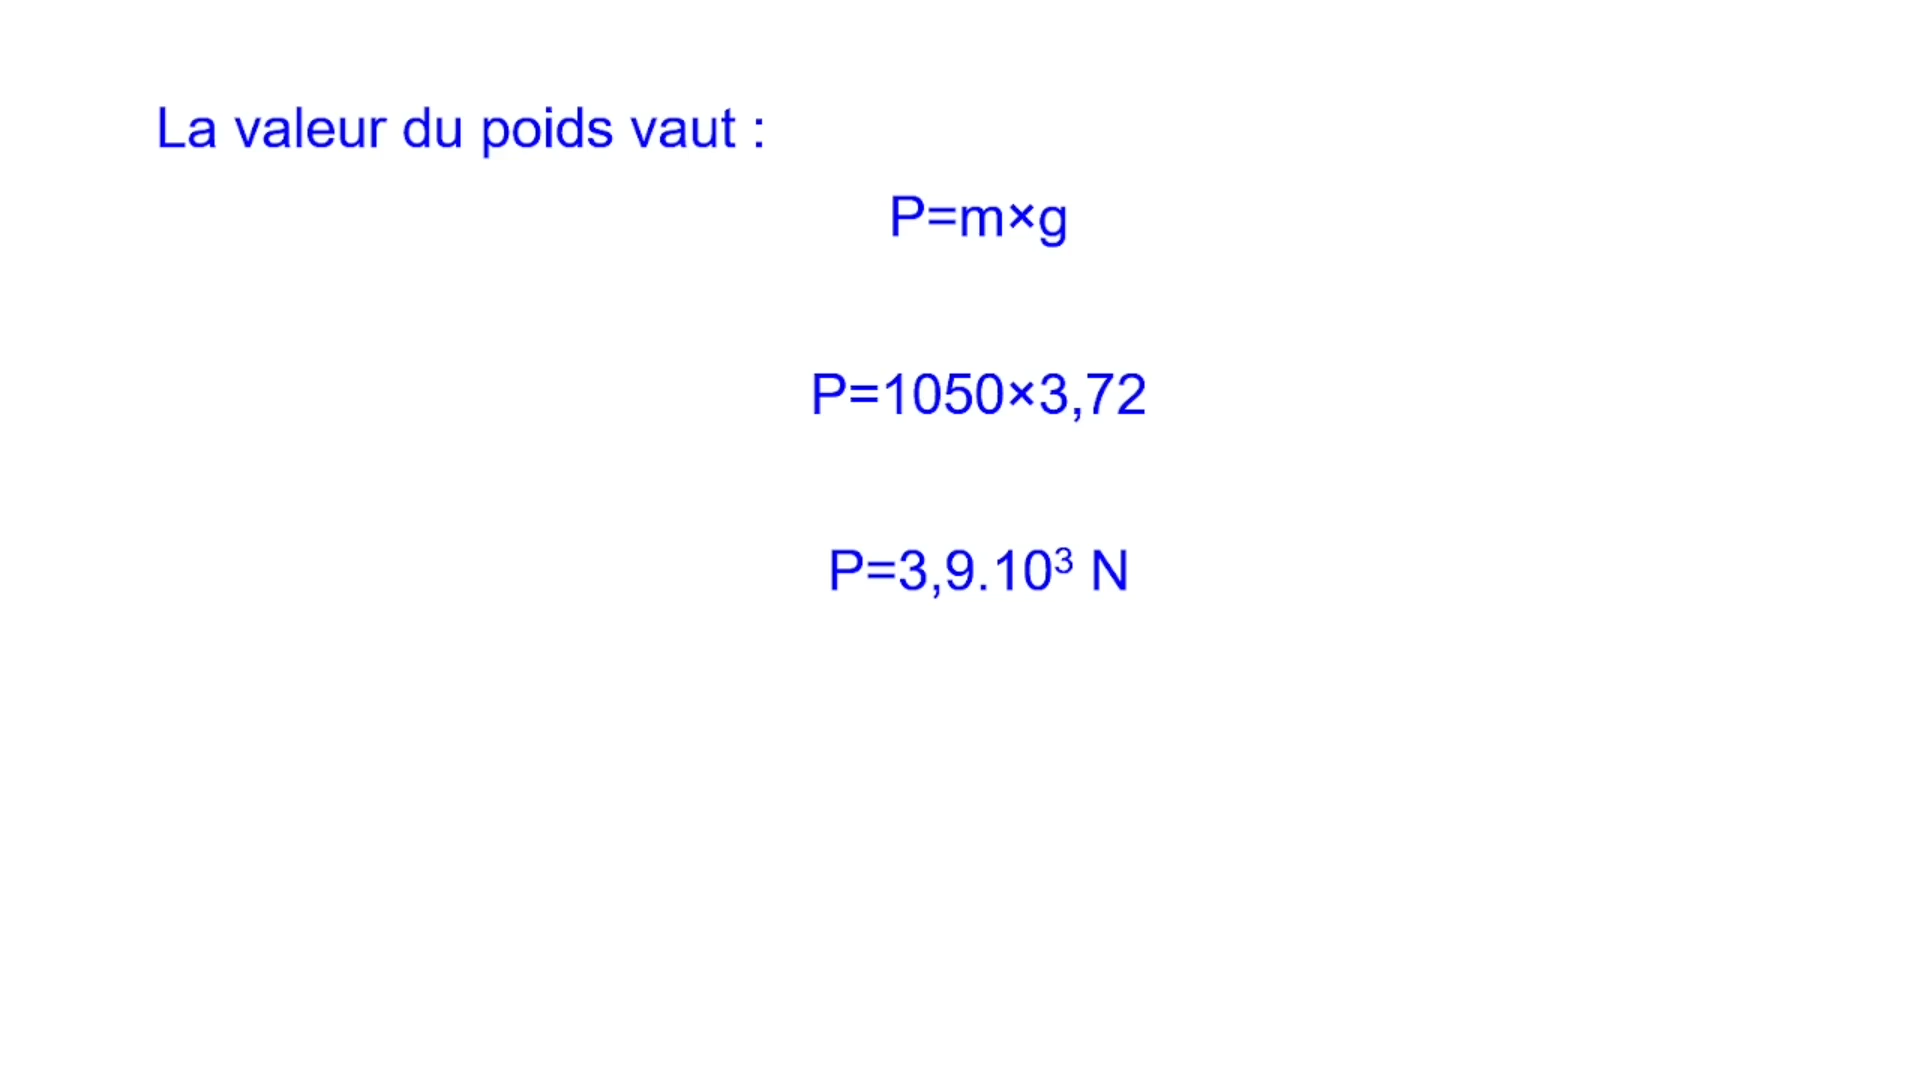 La valeur du poids vaut :
P=m×g
P=1050×3,72
P=3,9.10³ N